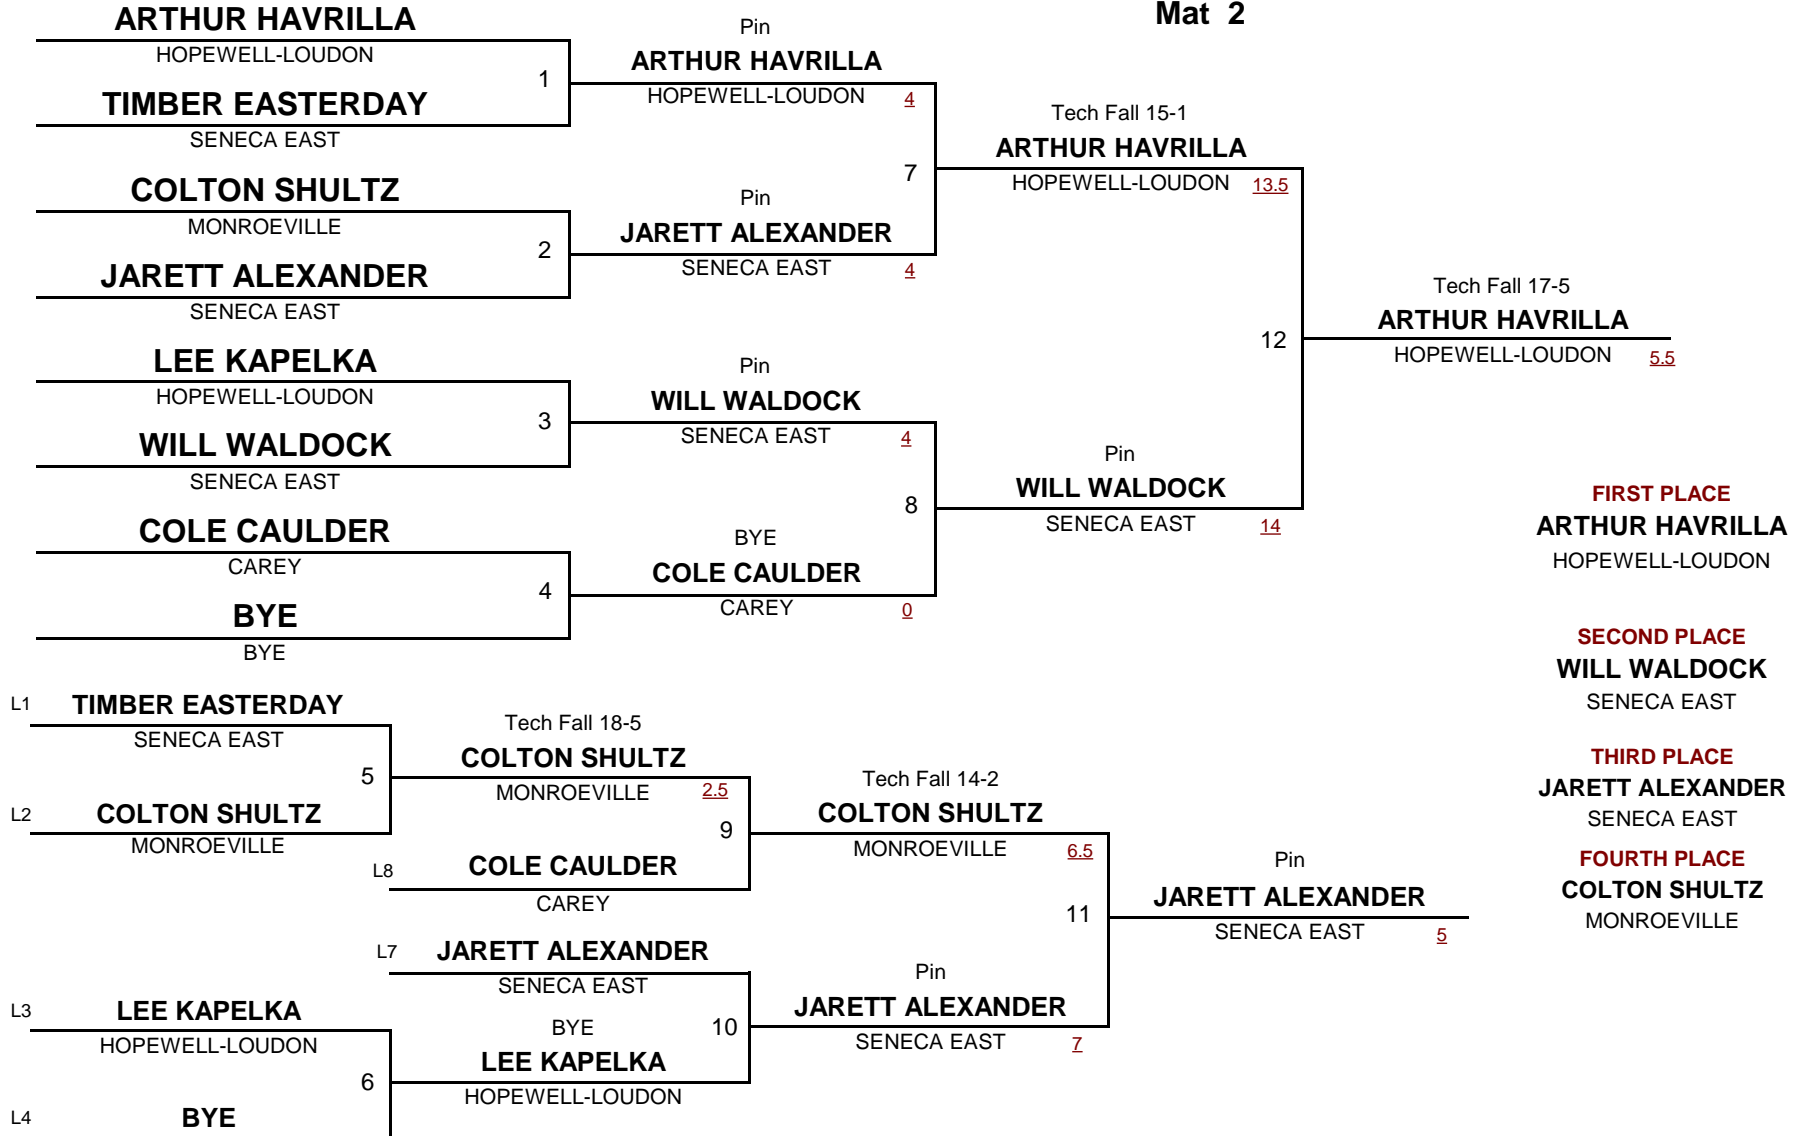 Mat 2
ARTHUR HAVRILLA
HOPEWELL-LOUDON
1
TIMBER EASTERDAY
SENECA EAST
COLTON SHULTZ
MONROEVILLE
2
JARETT ALEXANDER
SENECA EAST
LEE KAPELKA
HOPEWELL-LOUDON
3
WILL WALDOCK
SENECA EAST
COLE CAULDER
CAREY
4
BYE
BYE
Pin
ARTHUR HAVRILLA
HOPEWELL-LOUDON 4
7
Pin
JARETT ALEXANDER
SENECA EAST 4
Pin
WILL WALDOCK
SENECA EAST 4
8
BYE
COLE CAULDER
CAREY 0
Tech Fall 15-1
ARTHUR HAVRILLA
HOPEWELL-LOUDON 13.5
12
Pin
WILL WALDOCK
SENECA EAST 14
Tech Fall 17-5
ARTHUR HAVRILLA
HOPEWELL-LOUDON 5.5
FIRST PLACE
ARTHUR HAVRILLA
HOPEWELL-LOUDON
SECOND PLACE
WILL WALDOCK
SENECA EAST
THIRD PLACE
JARETT ALEXANDER
SENECA EAST
FOURTH PLACE
COLTON SHULTZ
MONROEVILLE
L1 TIMBER EASTERDAY
SENECA EAST
5
L2 COLTON SHULTZ
MONROEVILLE
Tech Fall 18-5
COLTON SHULTZ
MONROEVILLE 2.5
9
L8 COLE CAULDER
CAREY
L7 JARETT ALEXANDER
SENECA EAST
L3 LEE KAPELKA
HOPEWELL-LOUDON
6
L4 BYE
BYE 10
LEE KAPELKA
HOPEWELL-LOUDON
Tech Fall 14-2
COLTON SHULTZ
MONROEVILLE 6.5
11
Pin
JARETT ALEXANDER
SENECA EAST 7
Pin
JARETT ALEXANDER
SENECA EAST 5